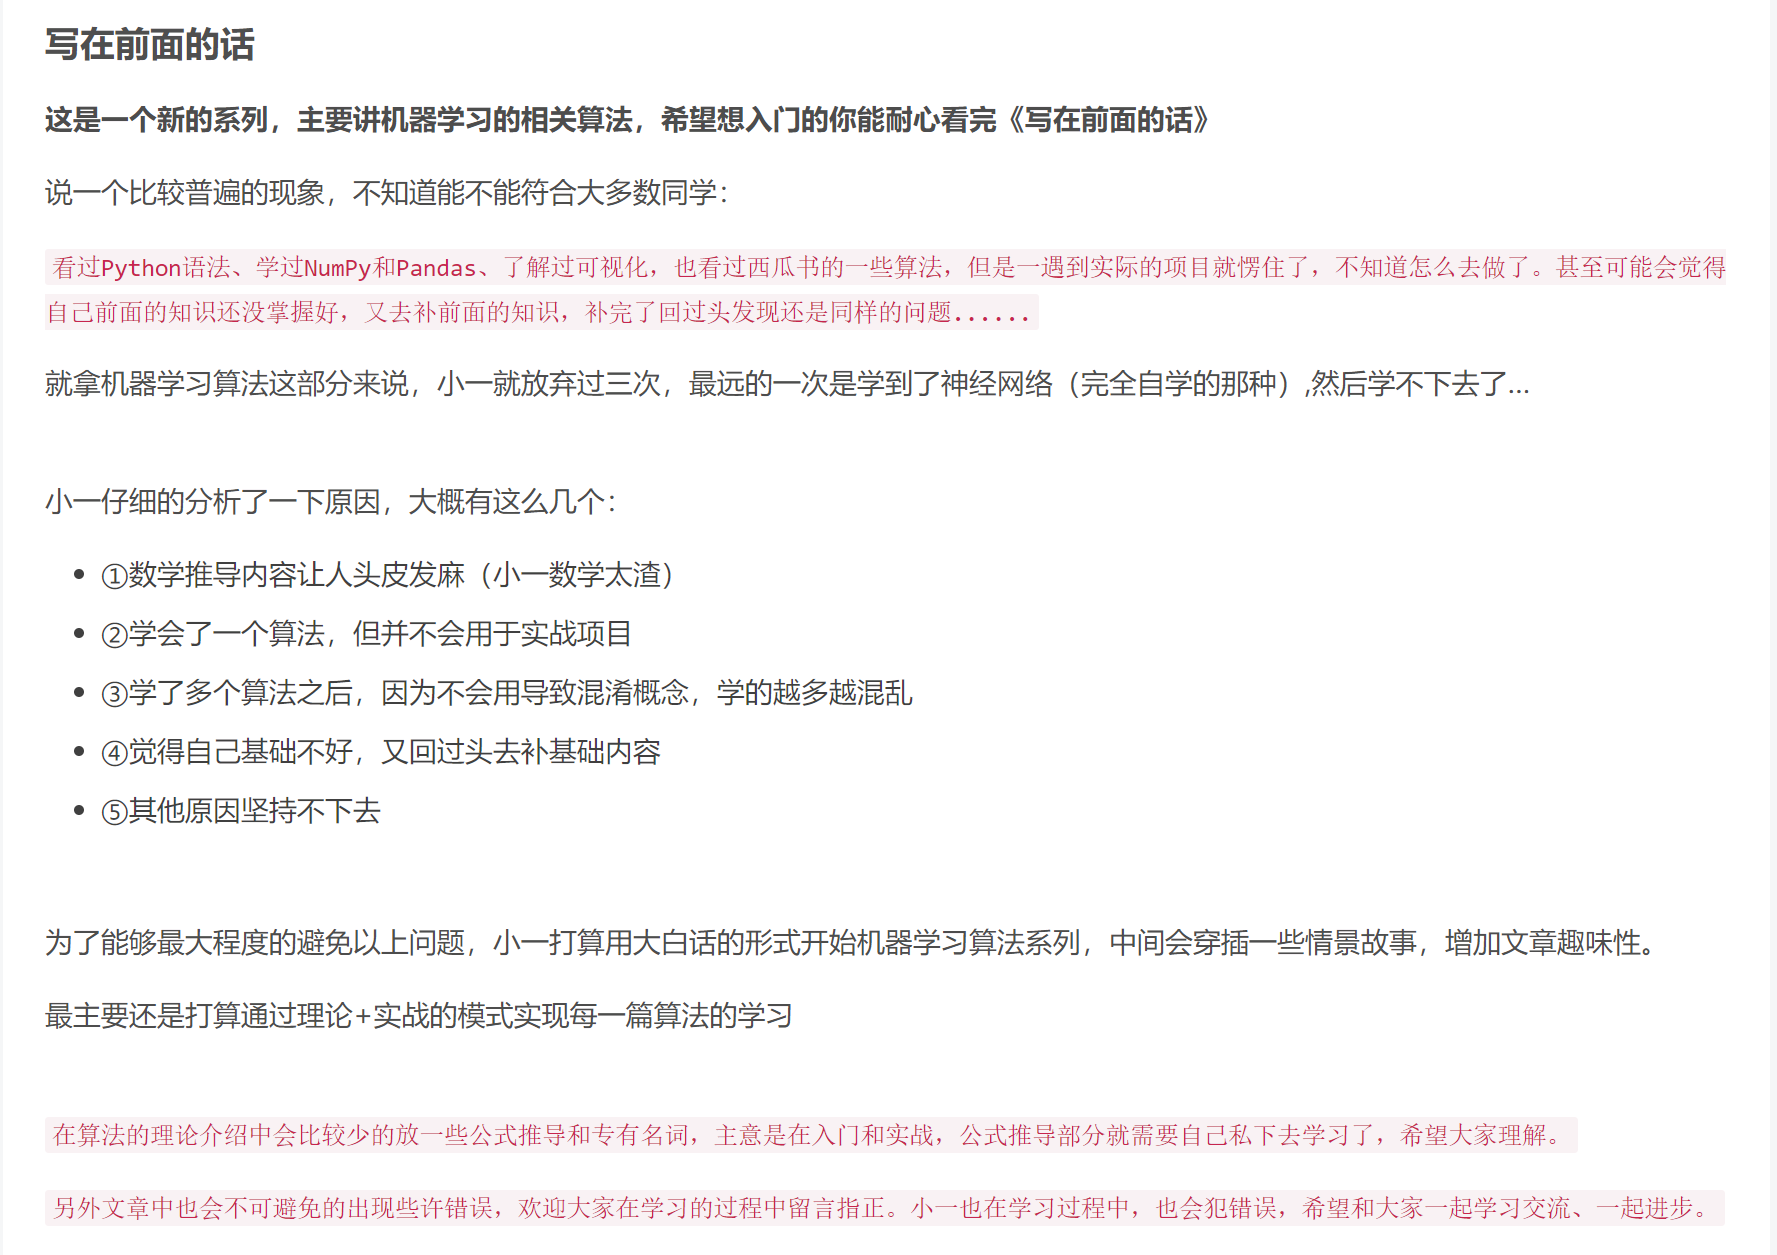 写在前面的话
这是一个新的系列，主要讲机器学习的相关算法，希望想入门的你能耐心看完《写在前面的话》
说一个比较普遍的现象，不知道能不能符合大多数同学：
看过Python语法、学过NumPy和Pandas、了解过可视化，也看过西瓜书的一些算法，但是一遇到实际的项目就愣住了，不知道怎么去做了。甚至可能会觉得
自己前面的知识还没掌握好，又去补前面的知识，补完了回过头发现还是同样的问题......
就拿机器学习算法这部分来说，小一就放弃过三次，最远的一次是学到了神经网络（完全自学的那种）,然后学不下去了...
小一仔细的分析了一下原因，大概有这么几个：
• ①数学推导内容让人头皮发麻（小一数学太渣）
• ②学会了一个算法，但并不会用于实战项目
• ③学了多个算法之后，因为不会用导致混淆概念，学的越多越混乱
• ④觉得自己基础不好，又回过头去补基础内容
• ⑤其他原因坚持不下去
为了能够最大程度的避免以上问题，小一打算用大白话的形式开始机器学习算法系列，中间会穿插一些情景故事，增加文章趣味性。
最主要还是打算通过理论+实战的模式实现每一篇算法的学习
在算法的理论介绍中会比较少的放一些公式推导和专有名词，主意是在入门和实战，公式推导部分就需要自己私下去学习了，希望大家理解。
另外文章中也会不可避免的出现些许错误，欢迎大家在学习的过程中留言指正。小一也在学习过程中，也会犯错误，希望和大家一起学习交流、一起进步。